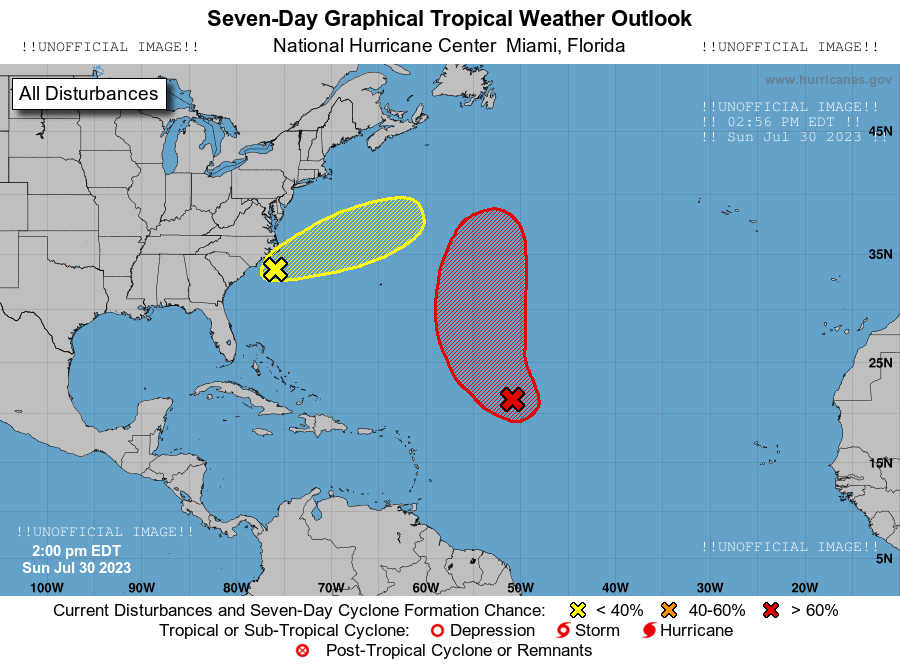 Seven-Day Graphical Tropical Weather Outlook
!!UNOFFICIAL IMAGE!! National Hurricane Center  Miami, Florida !!UNOFFICIAL IMAGE!!
www.hurricanes.gov
All Disturbances
!!UNOFFICIAL IMAGE!!
!! 02:56 PM EDT !!
!! Sun Jul 30 2023 !!
45N
35N
25N
15N
!!UNOFFICIAL IMAGE!!
2:00 pm EDT
Sun Jul 30 2023
!!UNOFFICIAL IMAGE!!
5N
100W 90W 80W 70W 60W 50W 40W 30W 20W
Current Disturbances and Seven-Day Cyclone Formation Chance: < 40% 40-60% > 60%
Tropical or Sub-Tropical Cyclone: Depression Storm Hurricane
Post-Tropical Cyclone or Remnants